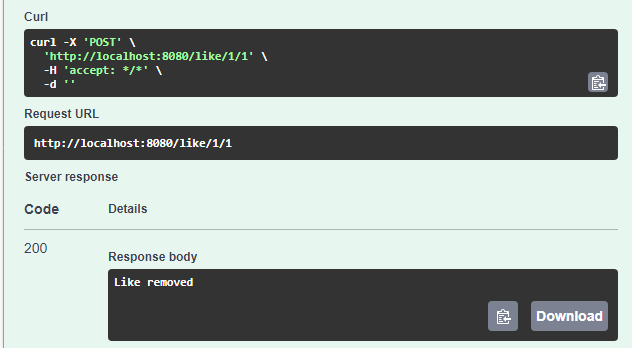 Curl
curl -X 'POST' \
  'http://localhost:8080/like/1/1' \
  -H 'accept: */*' \
  -d ''
Request URL
http://localhost:8080/like/1/1
Server response
Code Details
200
Response body
Like removed
Download